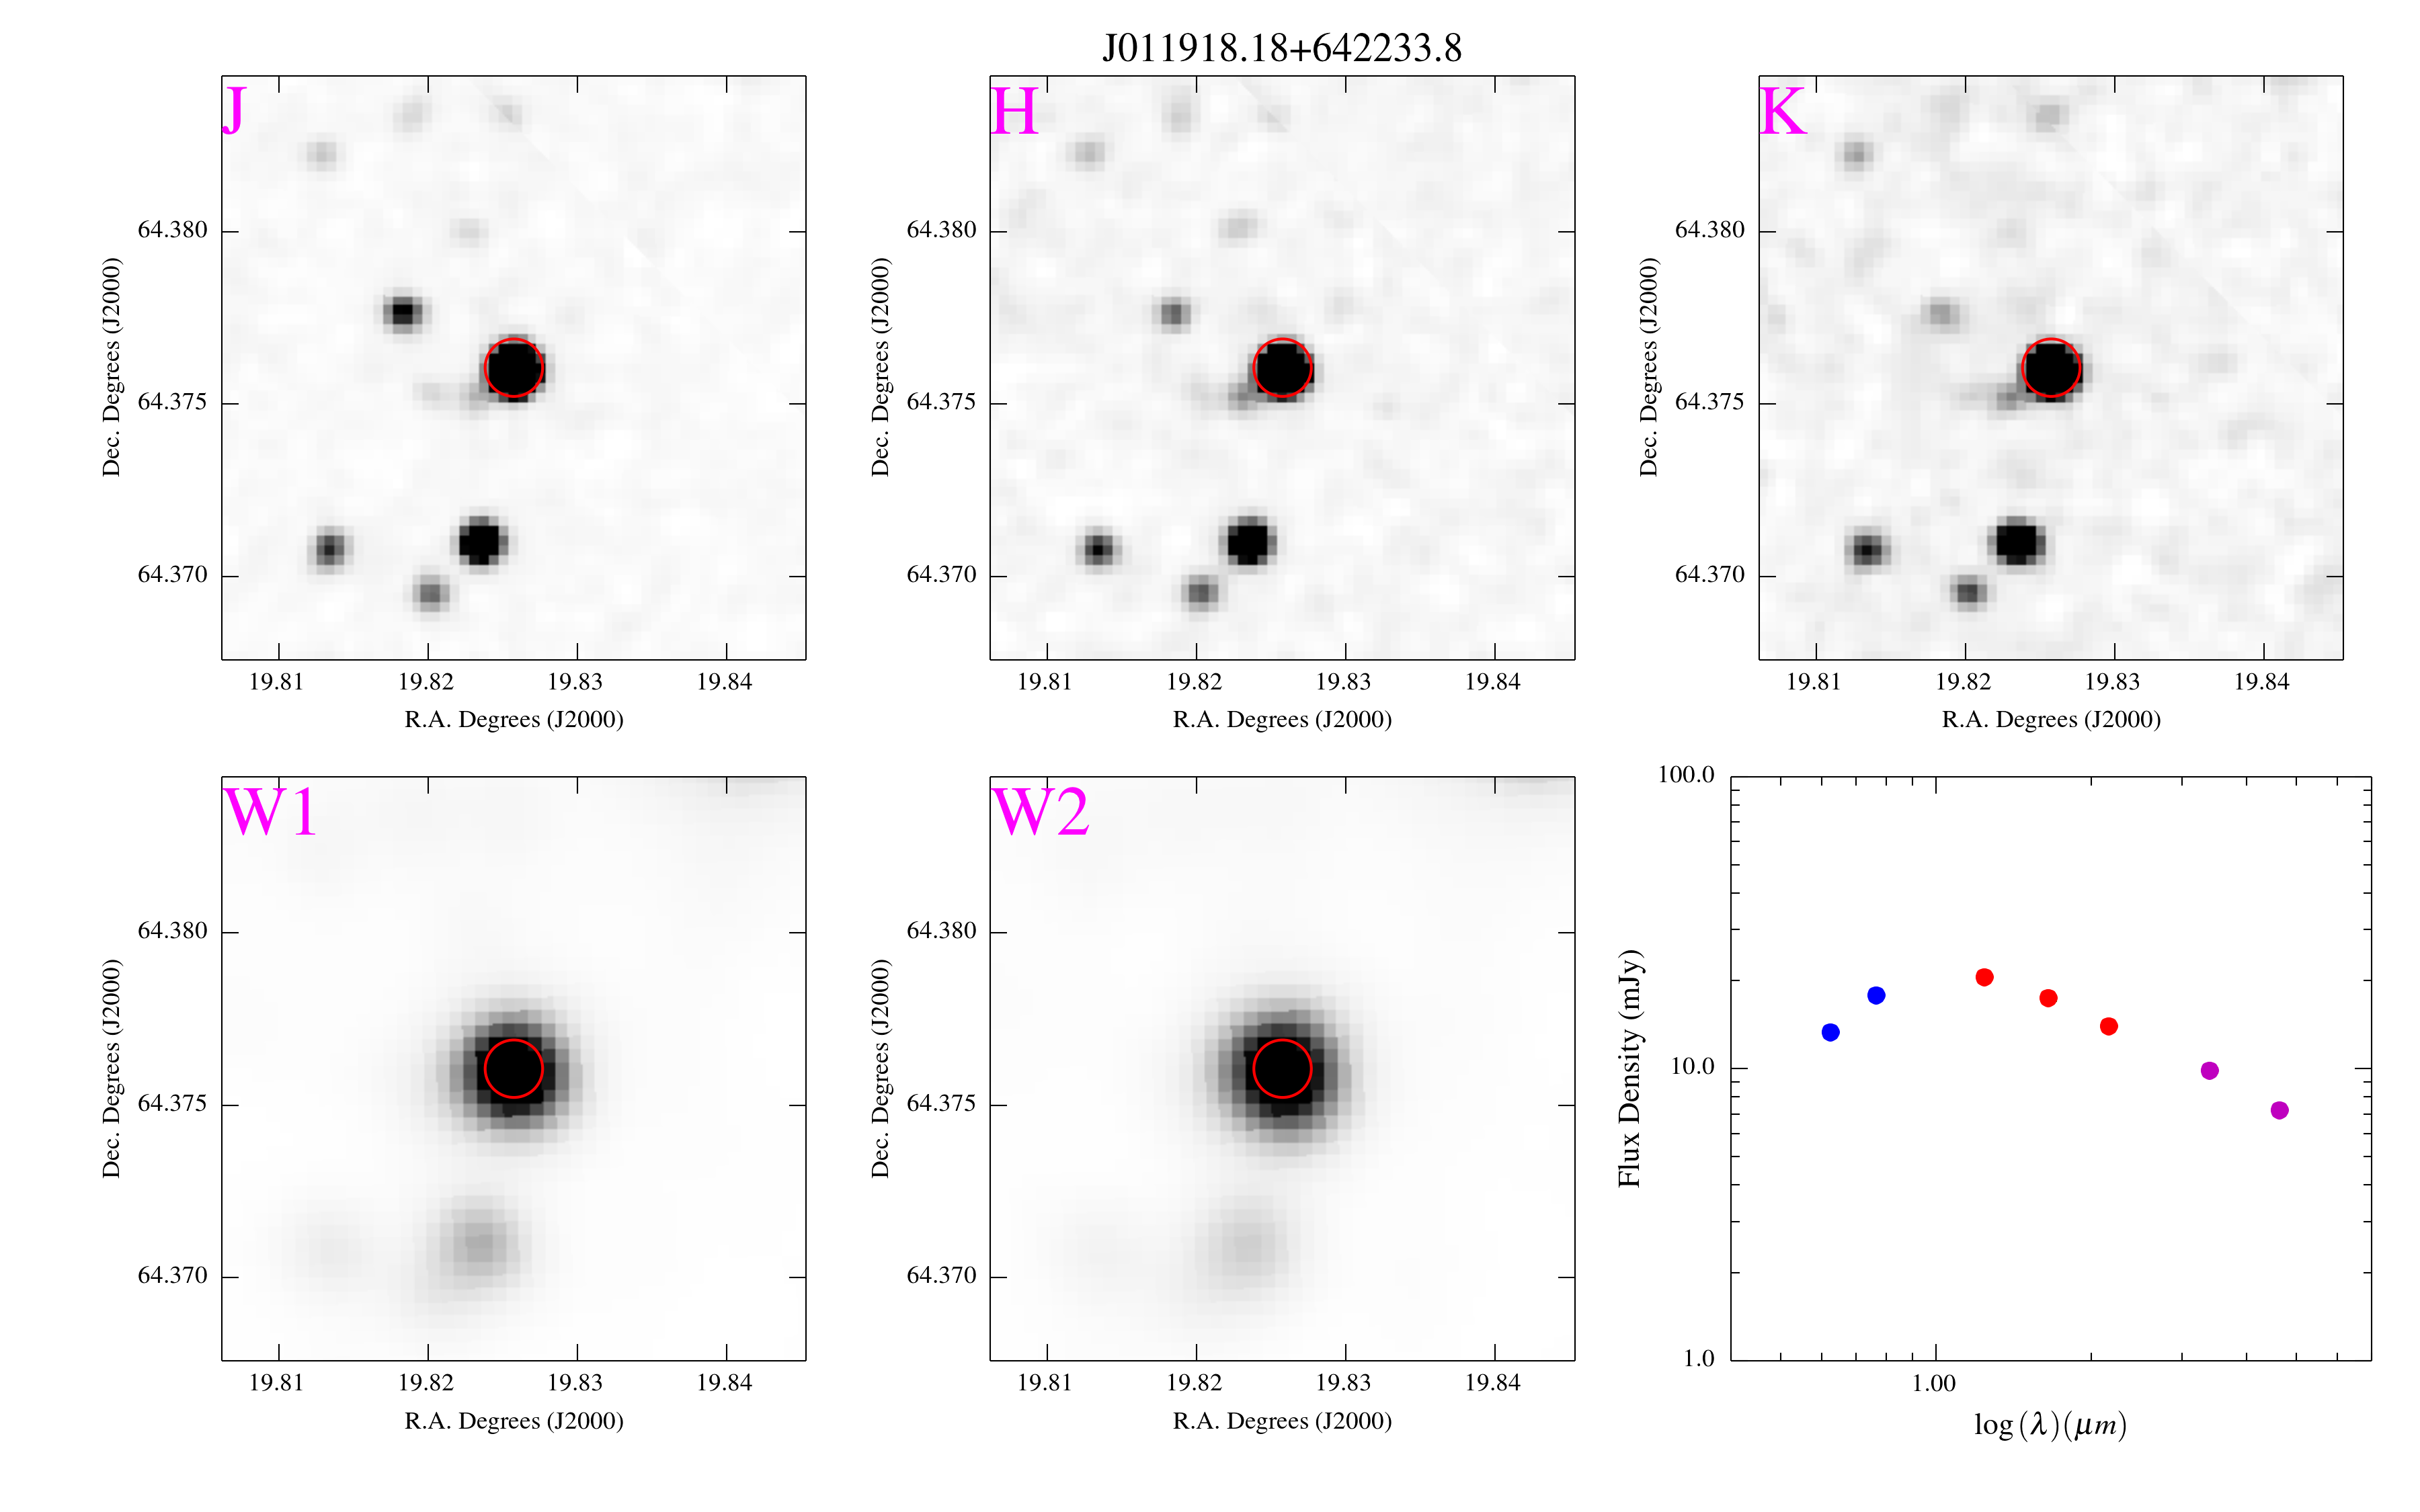 J011918.18+642233.8
J
64.380
64.375
64.370
Dec. Degrees (J2000)
19.81 19.82 19.83 19.84
R.A. Degrees (J2000)
H
64.380
64.375
64.370
Dec. Degrees (J2000)
19.81 19.82 19.83 19.84
R.A. Degrees (J2000)
K
64.380
64.375
64.370
Dec. Degrees (J2000)
19.81 19.82 19.83 19.84
R.A. Degrees (J2000)
W1
64.380
64.375
64.370
Dec. Degrees (J2000)
19.81 19.82 19.83 19.84
R.A. Degrees (J2000)
W2
64.380
64.375
64.370
Dec. Degrees (J2000)
19.81 19.82 19.83 19.84
R.A. Degrees (J2000)
100.0
10.0
1.0
Flux Density (mJy)
1.00
log(λ)(μm)